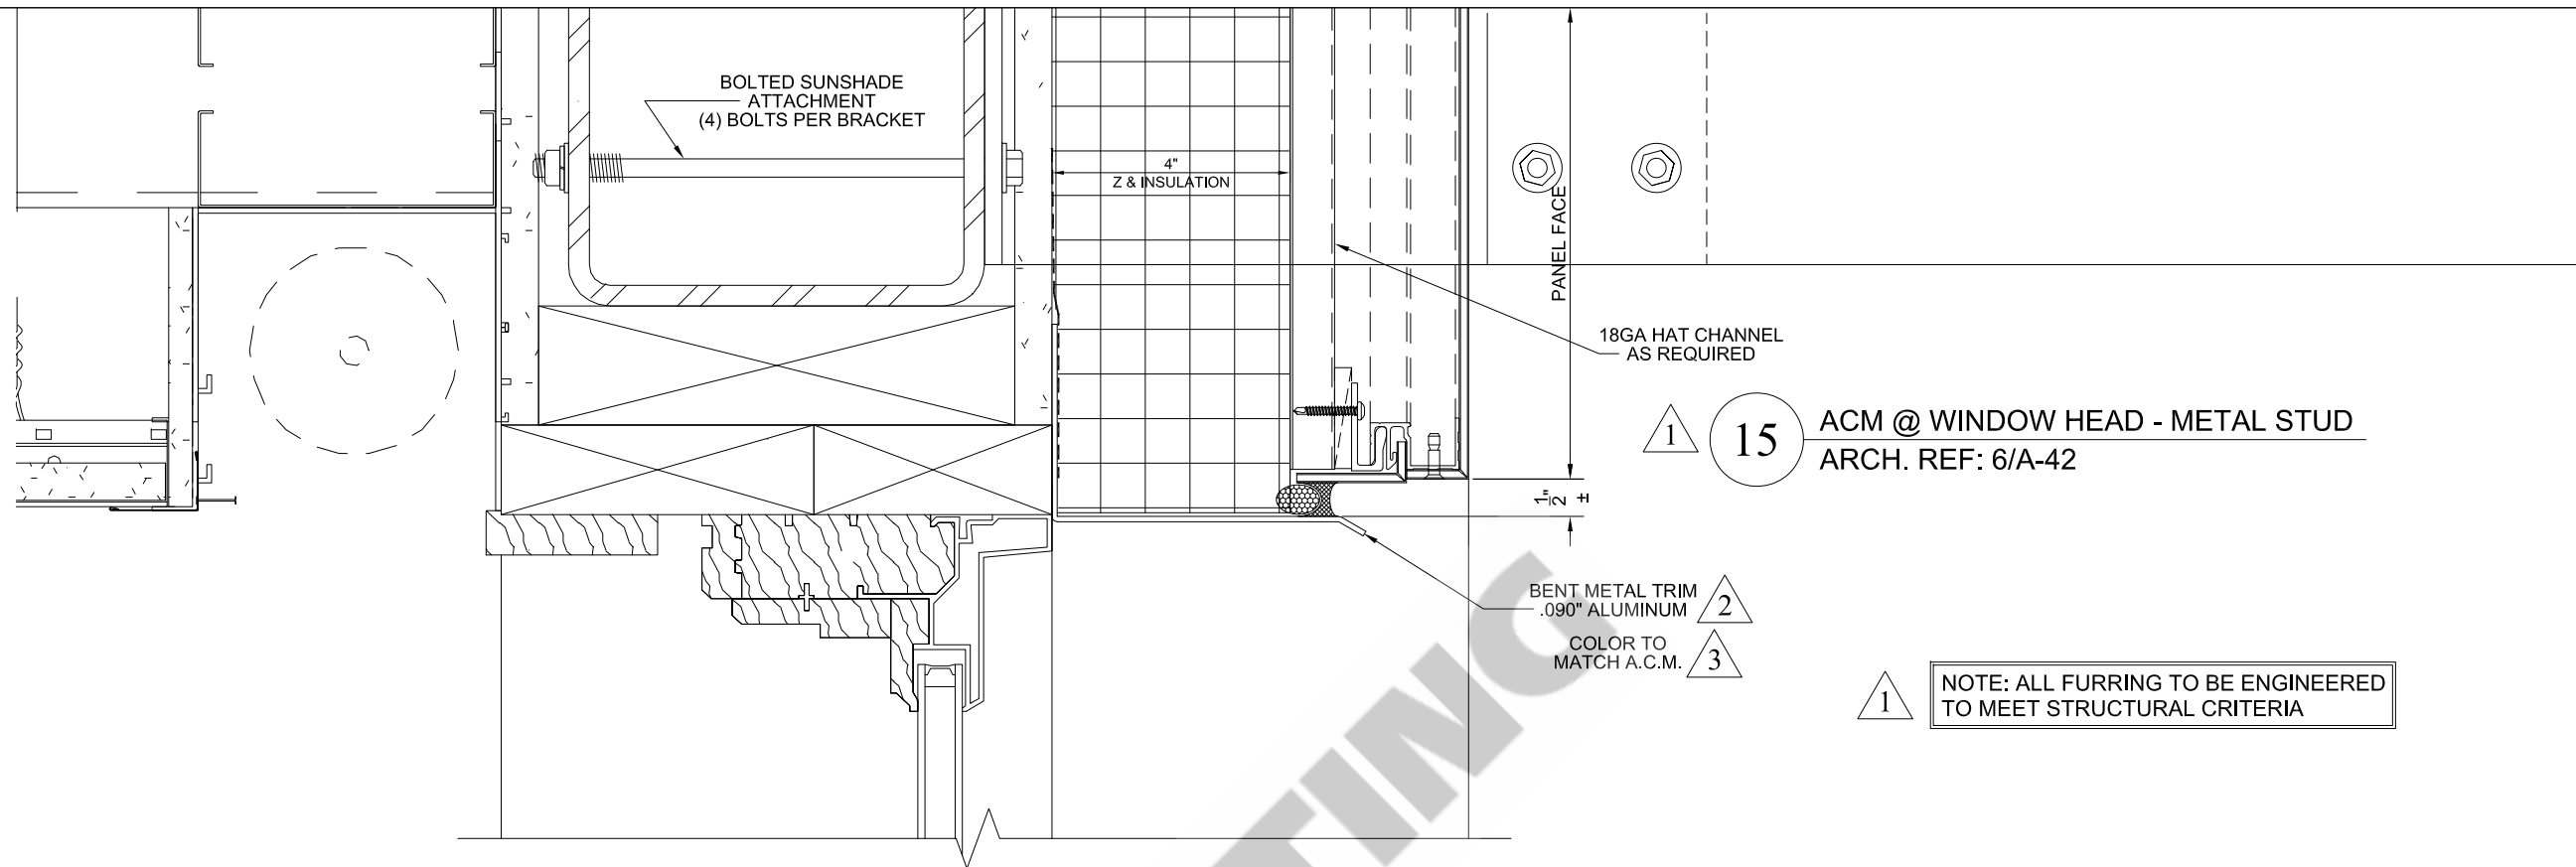 BOLTED SUNSHADE
ATTACHMENT
(4) BOLTS PER BRACKET
4"
Z & INSULATION
PANEL FACE
18GA HAT CHANNEL
AS REQUIRED
1
15
ACM @ WINDOW HEAD - METAL STUD
ARCH. REF: 6/A-42
1/2" ±
BENT METAL TRIM
.090" ALUMINUM
2
COLOR TO
MATCH A.C.M.
3
1
NOTE: ALL FURRING TO BE ENGINEERED
TO MEET STRUCTURAL CRITERIA
TING